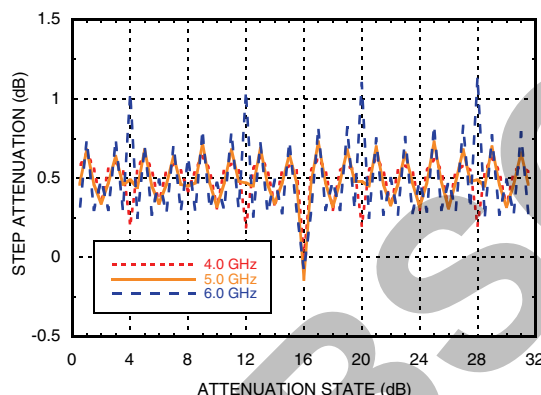 1.5
1
0.5
0
-0.5
STEP ATTENUATION (dB)
4.0 GHz
5.0 GHz
6.0 GHz
0 4 8 12 16 20 24 28 32
ATTENUATION STATE (dB)
BS